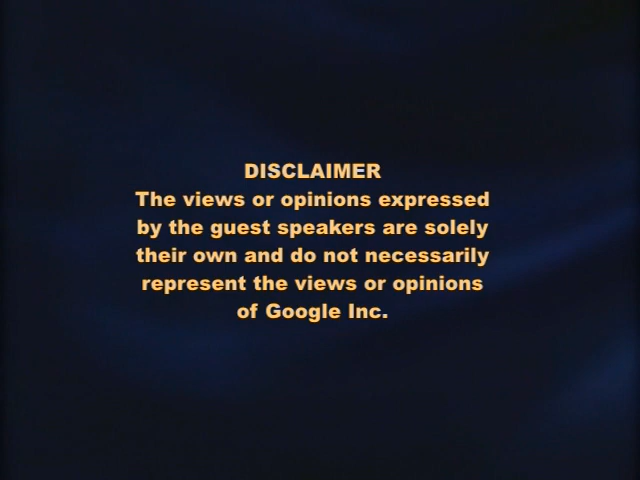 DISCLAIMER
The views or opinions expressed
by the guest speakers are solely
their own and do not necessarily
represent the views or opinions
of Google Inc.